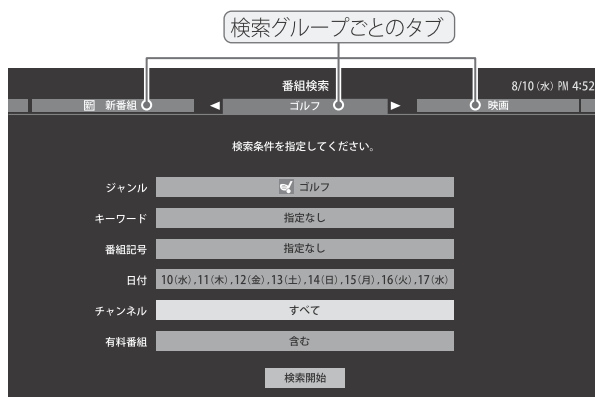 検索グループごとのタブ
番組検索
8/10(水) PM 4:52
新 新番組
◀ ゴルフ ▶
映画
検索条件を指定してください。
ジャンル ゴルフ
キーワード 指定なし
番組記号 指定なし
日付 10(水),11(木),12(金),13(土),14(日),15(月),16(火),17(水)
チャンネル すべて
有料番組 含む
検索開始